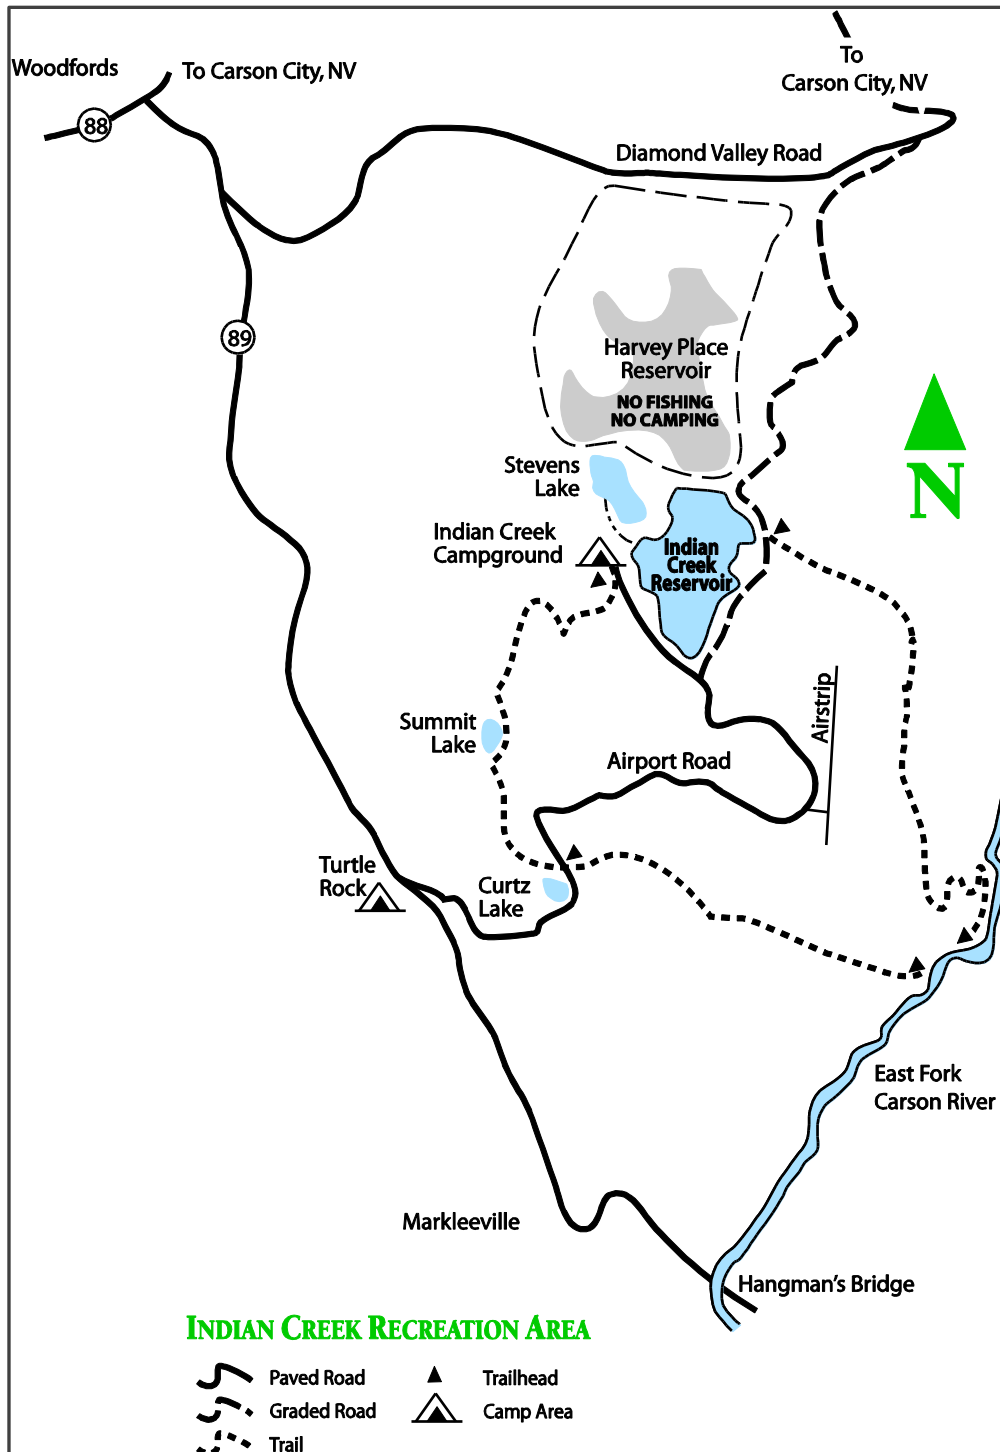 Woodfords
To Carson City, NV
To
Carson City, NV
88
Diamond Valley Road
89
Harvey Place
Reservoir
NO FISHING
NO CAMPING
N
Stevens
Lake
Indian Creek
Campground
Indian
Creek
Reservoir
Summit
Lake
Airstrip
Airport Road
Turtle
Rock
Curtz
Lake
East Fork
Carson River
Markleeville
Hangman's Bridge
INDIAN CREEK RECREATION AREA
Paved Road
Trailhead
Graded Road
Camp Area
Trail